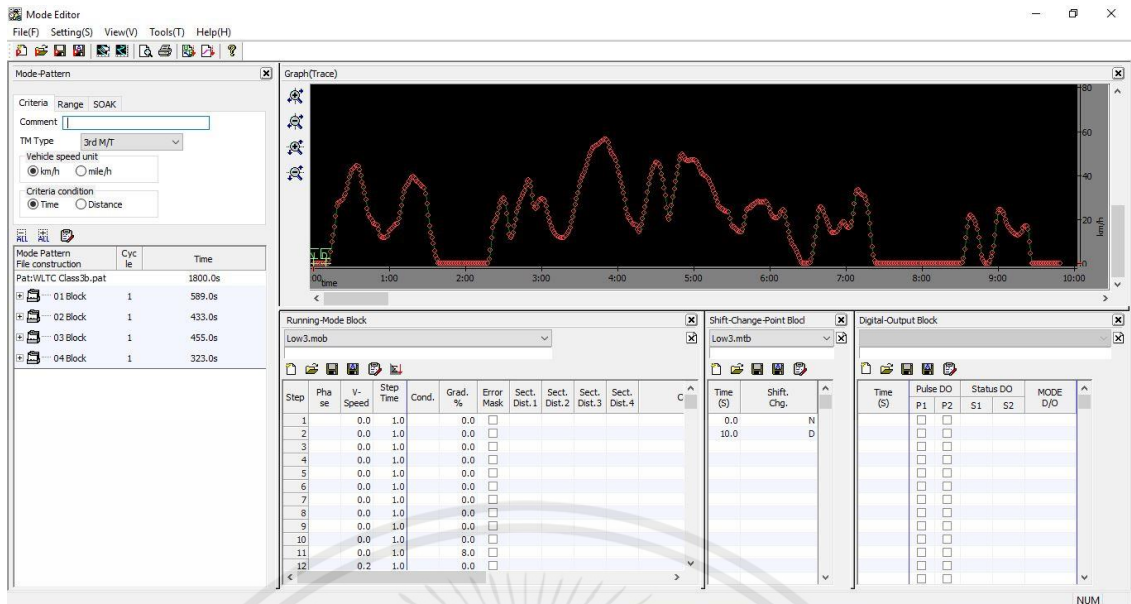 Mode Editor
File(F) Setting(S) View(V) Tools(T) Help(H)
Mode-Pattern
Criteria Range SOAK
Comment
TM Type 3rd M/T
Vehicle speed unit
km/h mile/h
Criteria condition
Time Distance
ALL ALL
Mode Pattern File construction Cyc le Time
Pat:WLTC Class3b.pat 1800.0s
01 Block 1 589.0s
02 Block 1 433.0s
03 Block 1 455.0s
04 Block 1 323.0s
Graph(Trace)
80
60
40
20
0
km/h
N D
00 1:00 2:00 3:00 4:00 5:00 6:00 7:00 8:00 9:00 10:00
time
Running-Mode Block
Low3.mob
Step Pha se V- Speed Step Time Cond. Grad. % Error Mask Sect. Dist.1 Sect. Dist.2 Sect. Dist.3 Sect. Dist.4 C
1 0.0 1.0 0.0
2 0.0 1.0 0.0
3 0.0 1.0 0.0
4 0.0 1.0 0.0
5 0.0 1.0 0.0
6 0.0 1.0 0.0
7 0.0 1.0 0.0
8 0.0 1.0 0.0
9 0.0 1.0 0.0
10 0.0 1.0 0.0
11 0.0 1.0 8.0
12 0.2 1.0 0.0
Shift-Change-Point Blocl
Low3.mtb
Time (S) Shift. Chg.
0.0 N
10.0 D
Digital-Output Block
Time (S) Pulse DO Status DO MODE D/O
P1 P2 S1 S2
NUM